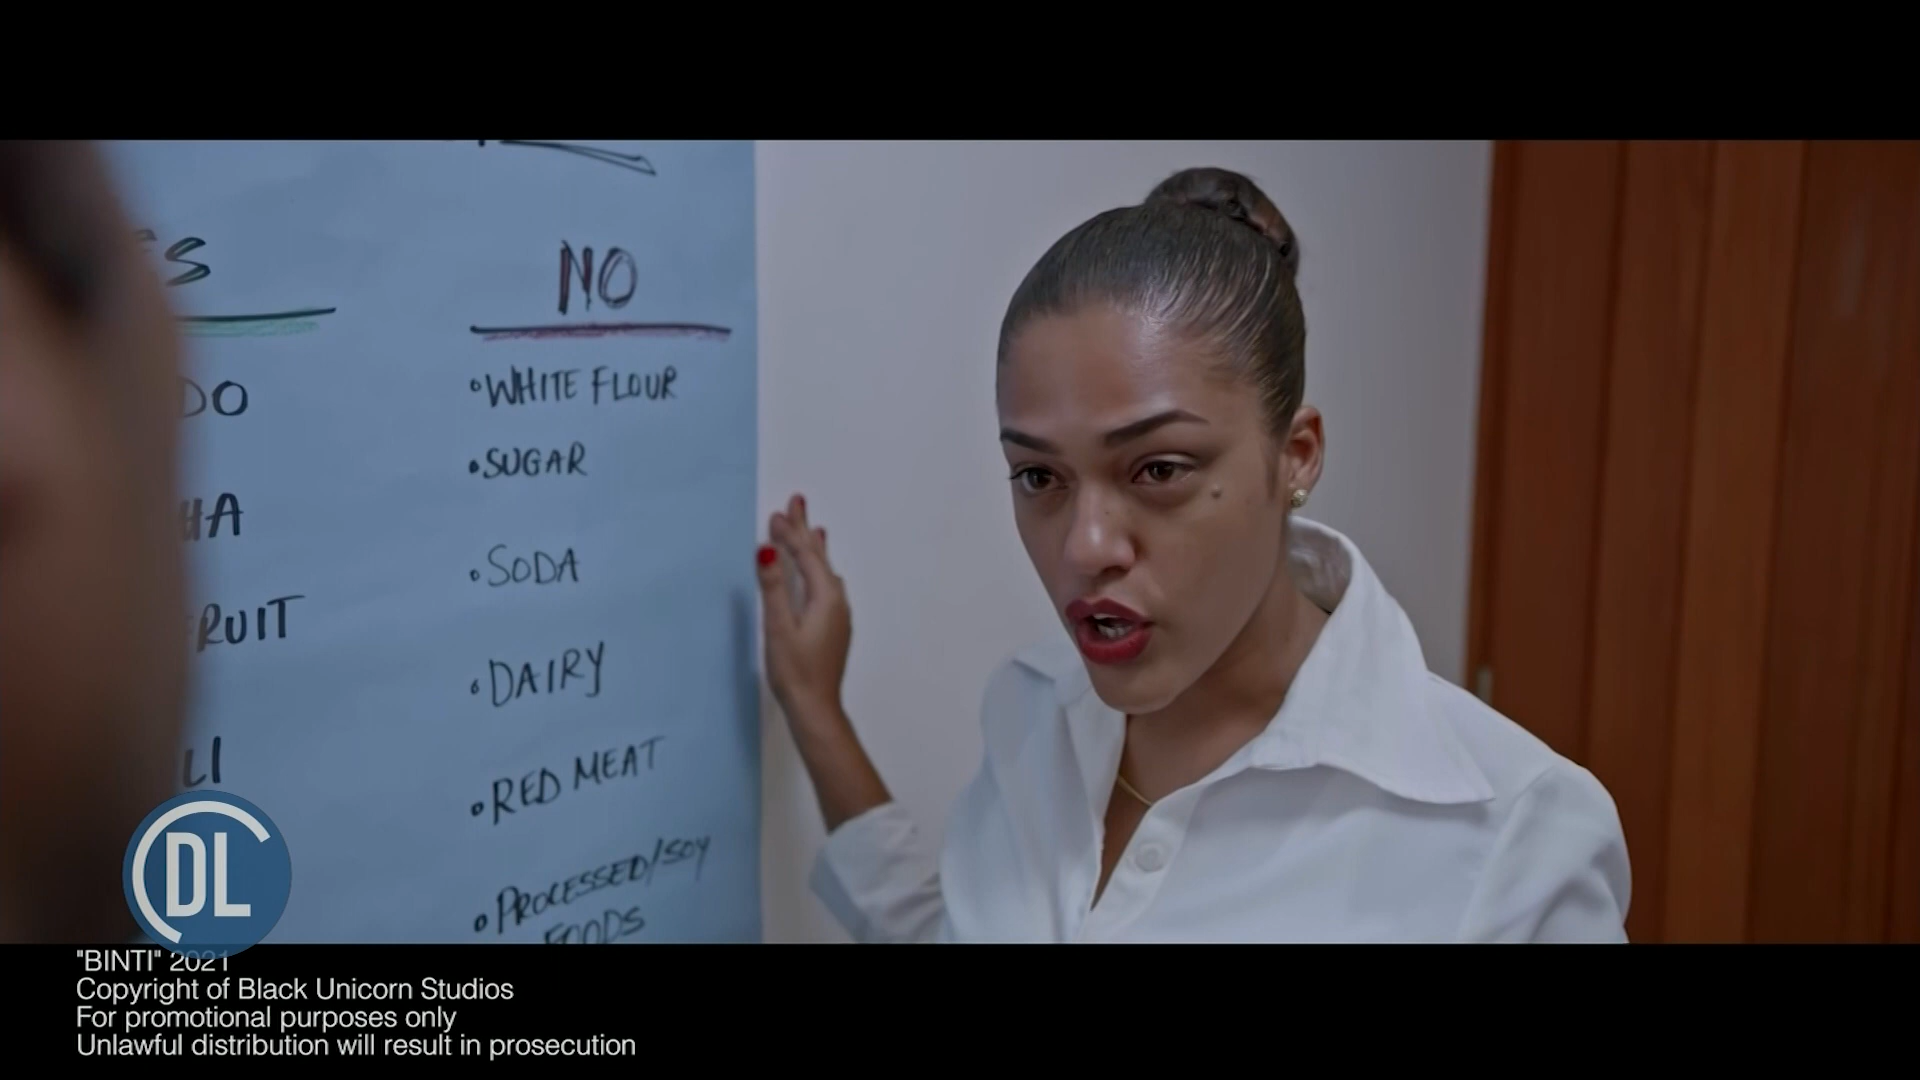 NO
WHITE FLOUR
SUGAR
SODA
DAIRY
RED MEAT
PROCESSED/SOY
FOODS
DL
"BINTI" 2021
Copyright of Black Unicorn Studios
For promotional purposes only
Unlawful distribution will result in prosecution